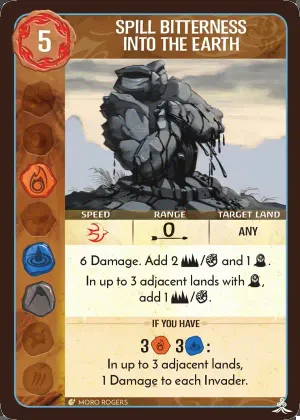 5
SPILL BITTERNESS
INTO THE EARTH
SPEED RANGE TARGET LAND
0 ANY
6 Damage. Add 2 / and 1 .
In up to 3 adjacent lands with ,
add 1 / .
IF YOU HAVE
3 3 :
In up to 3 adjacent lands,
1 Damage to each Invader.
MORO ROGERS